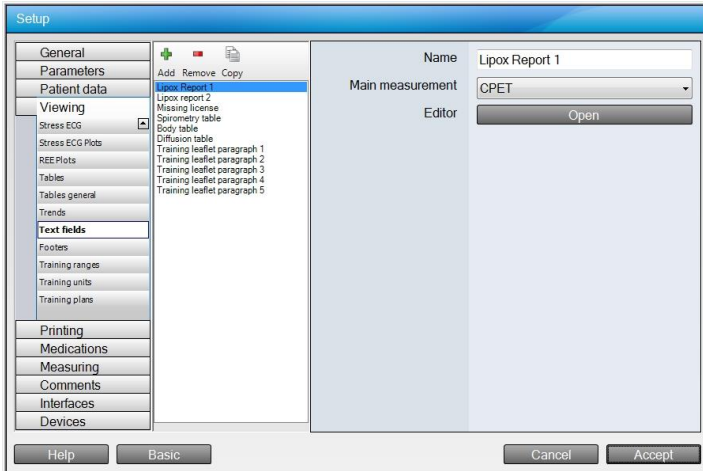 Setup
General
Parameters
Patient data
Viewing
Stress ECG
Stress ECG Plots
REE Plots
Tables
Tables general
Trends
Text fields
Footers
Training ranges
Training units
Training plans
Printing
Medications
Measuring
Comments
Interfaces
Devices
Add Remove Copy
Lipox Report 1
Lipox report 2
Missing license
Spirometry table
Body table
Diffusion table
Training leaflet paragraph 1
Training leaflet paragraph 2
Training leaflet paragraph 3
Training leaflet paragraph 4
Training leaflet paragraph 5
Name Lipox Report 1
Main measurement CPET
Editor Open
Help Basic Cancel Accept